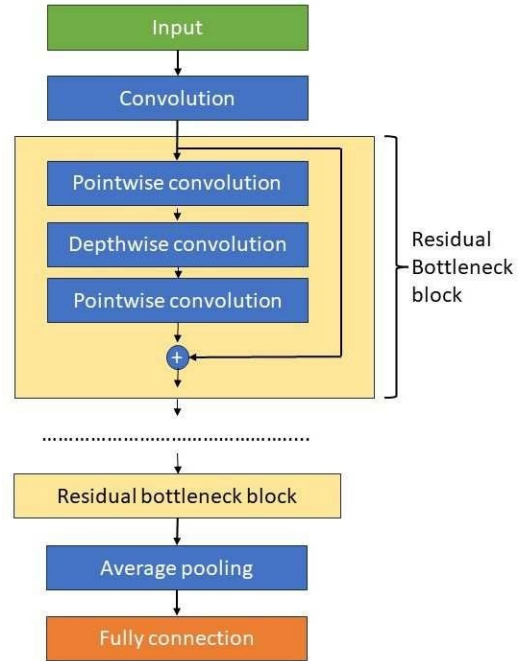 Input
Convolution
Pointwise convolution
Depthwise convolution
Pointwise convolution
+
Residual
Bottleneck
block
………………………………………….....
Residual bottleneck block
Average pooling
Fully connection